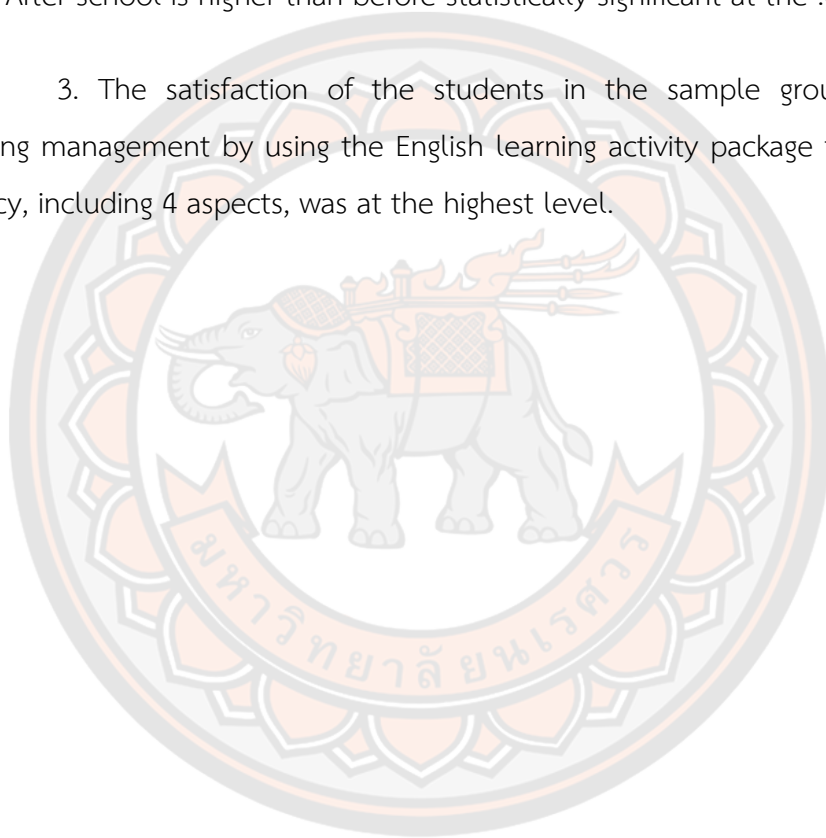 After school is higher than before statistically significant at the .
3. The satisfaction of the students in the sample grou
ng management by using the English learning activity package
cy, including 4 aspects, was at the highest level.
มหาวิทยาลัยนเรศวร